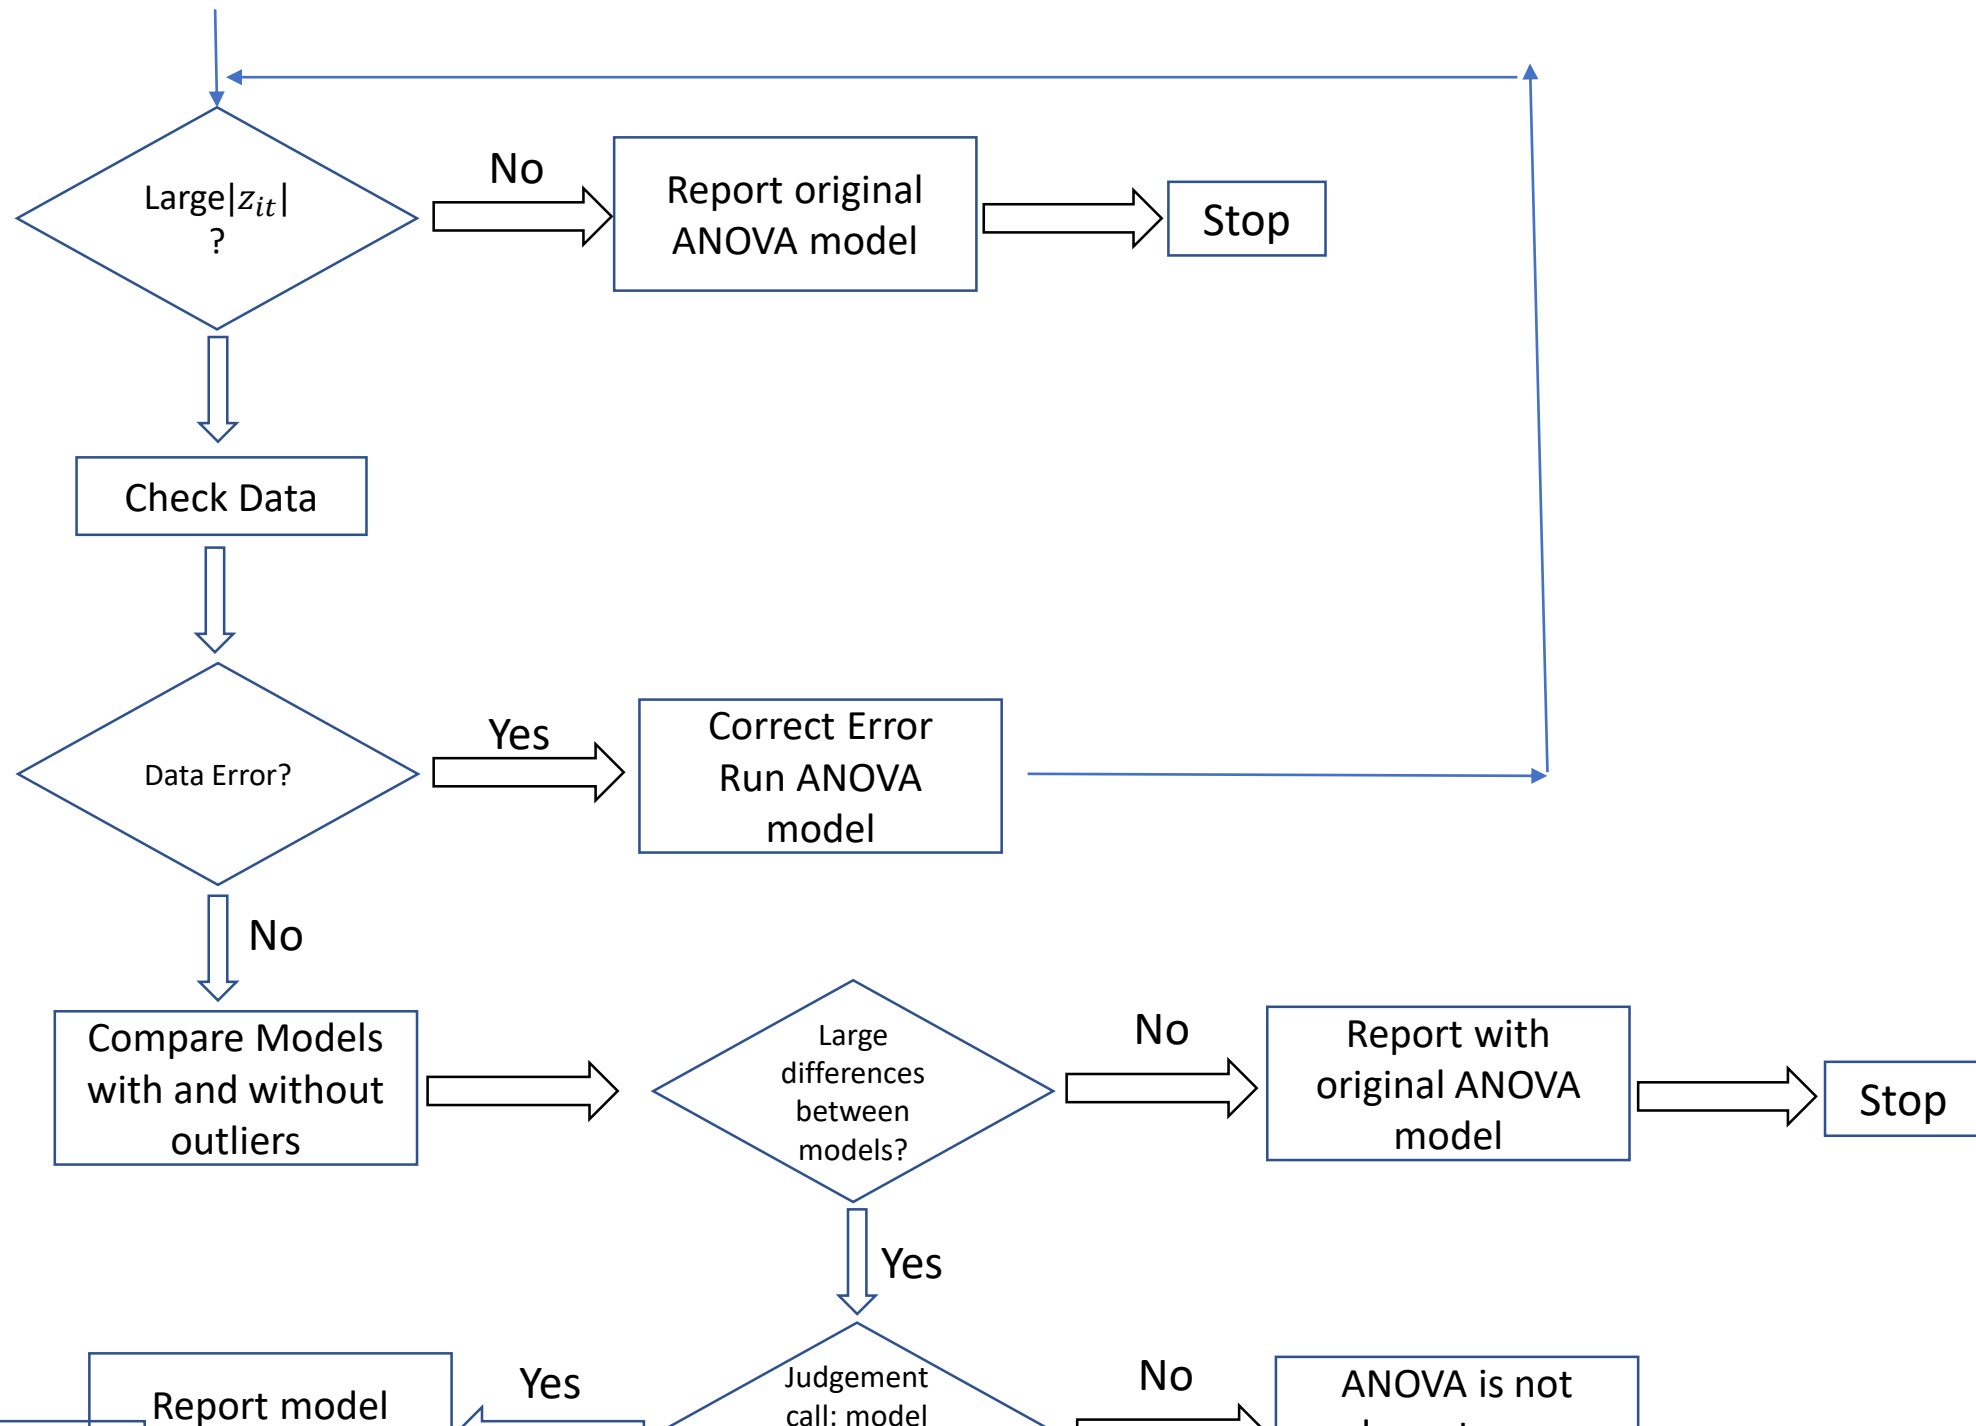 Large|z_it|
?
No
Report original
ANOVA model
Stop
Check Data
Data Error?
Yes
Correct Error
Run ANOVA
model
No
Compare Models
with and without
outliers
Large
differences
between
models?
No
Report with
original ANOVA
model
Stop
Yes
Judgement
call: model
Yes
Report model
No
ANOVA is not